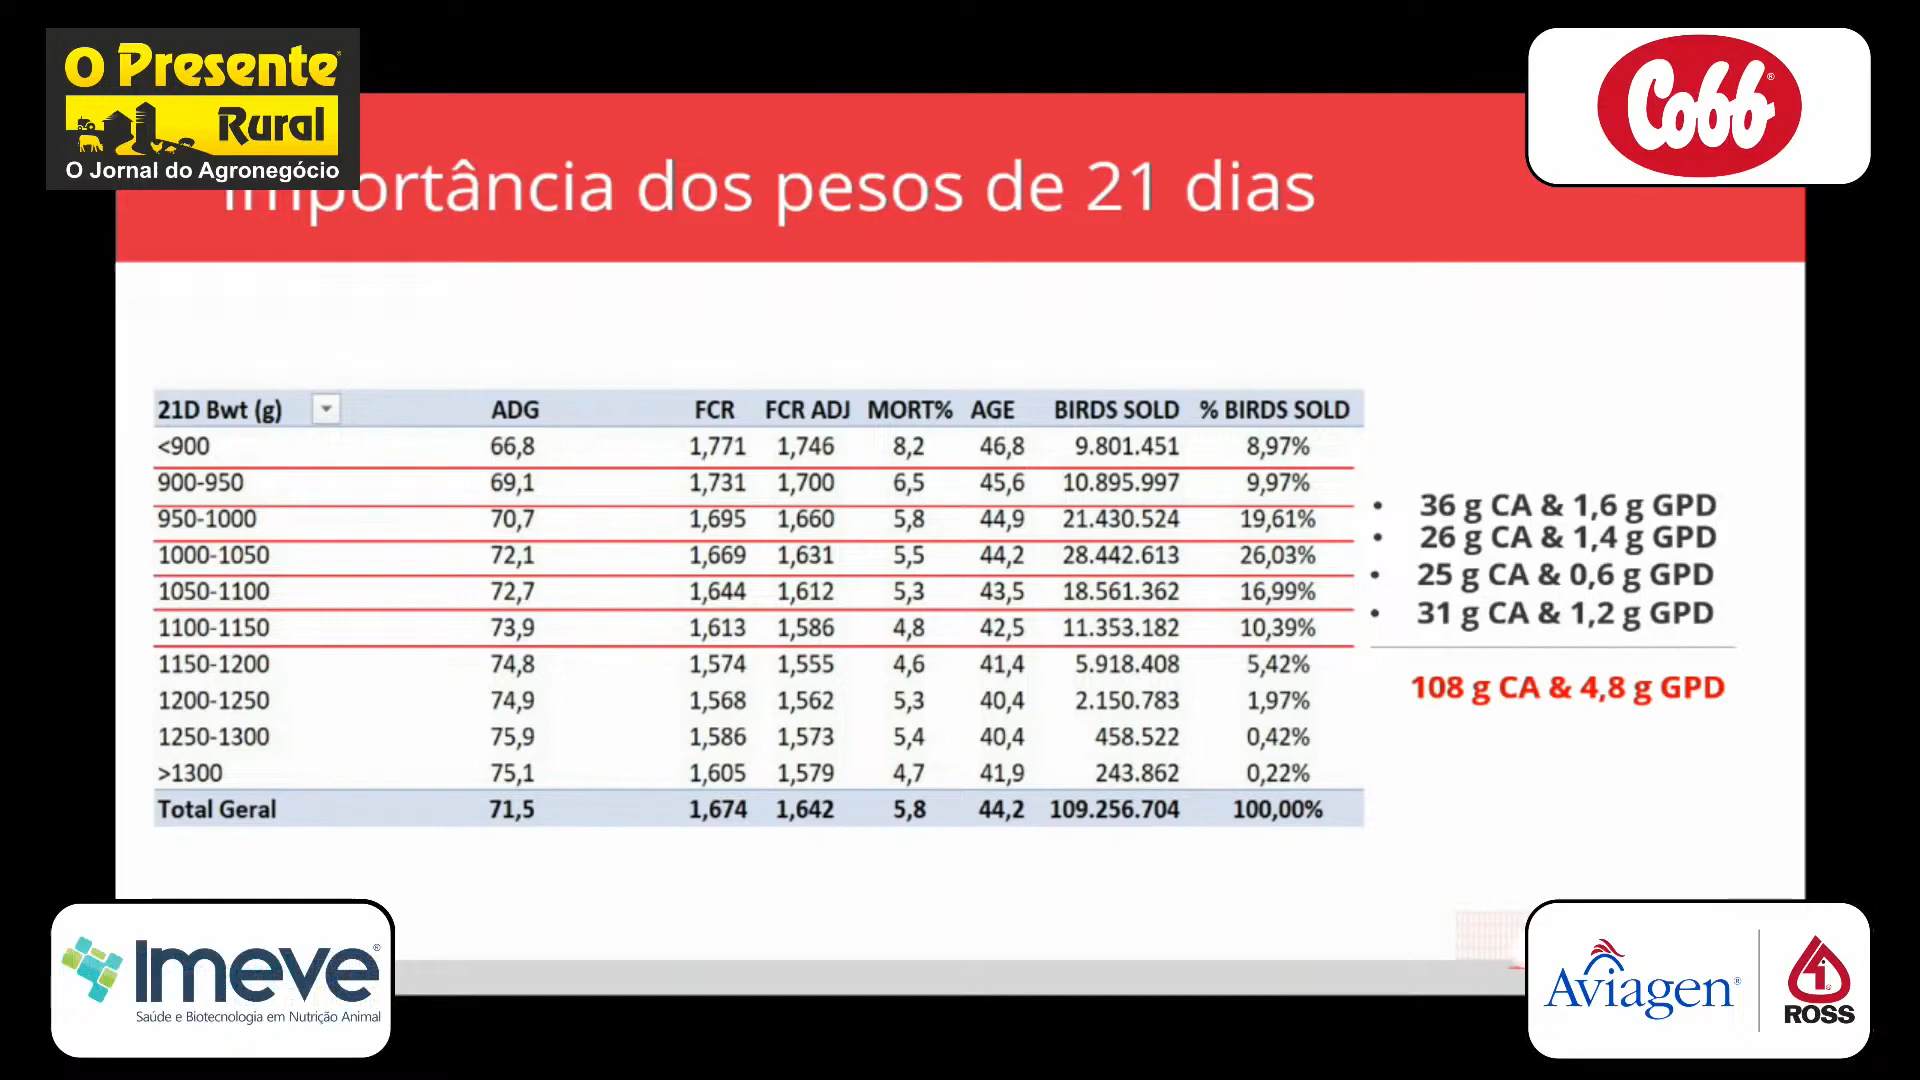 O Presente
Rural
O Jornal do Agronegócio
Cobb
Importância dos pesos de 21 dias
21D Bwt (g) ADG FCR FCR ADJ MORT% AGE BIRDS SOLD % BIRDS SOLD
<900 66,8 1,771 1,746 8,2 46,8 9.801.451 8,97%
900-950 69,1 1,731 1,700 6,5 45,6 10.895.997 9,97%
950-1000 70,7 1,695 1,660 5,8 44,9 21.430.524 19,61%
1000-1050 72,1 1,669 1,631 5,5 44,2 28.442.613 26,03%
1050-1100 72,7 1,644 1,612 5,3 43,5 18.561.362 16,99%
1100-1150 73,9 1,613 1,586 4,8 42,5 11.353.182 10,39%
1150-1200 74,8 1,574 1,555 4,6 41,4 5.918.408 5,42%
1200-1250 74,9 1,568 1,562 5,3 40,4 2.150.783 1,97%
1250-1300 75,9 1,586 1,573 5,4 40,4 458.522 0,42%
>1300 75,1 1,605 1,579 4,7 41,9 243.862 0,22%
Total Geral 71,5 1,674 1,642 5,8 44,2 109.256.704 100,00%
• 36 g CA & 1,6 g GPD
• 26 g CA & 1,4 g GPD
• 25 g CA & 0,6 g GPD
• 31 g CA & 1,2 g GPD
108 g CA & 4,8 g GPD
Imeve®
Saúde e Biotecnologia em Nutrição Animal
Aviagen®
ROSS